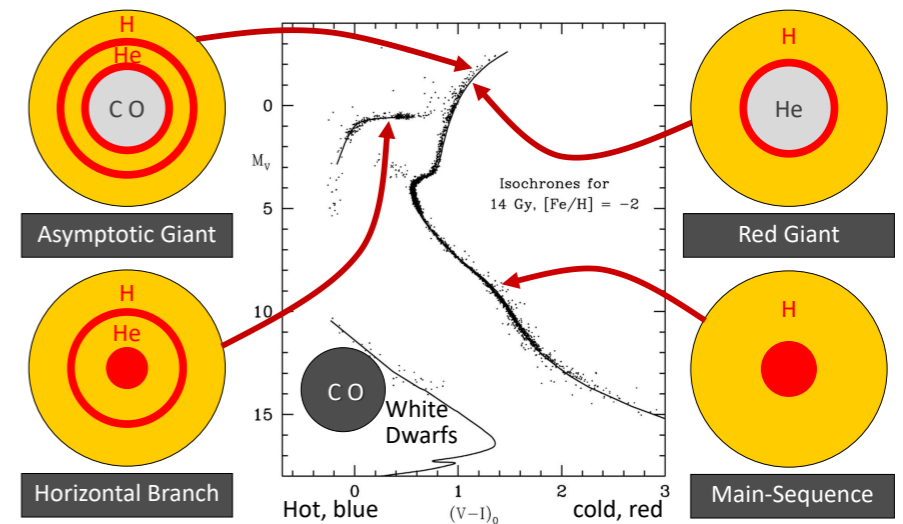 H
He
C O
Asymptotic Giant
H
He
Horizontal Branch
0
5
10
15
M_V
Isochrones for
14 Gy, [Fe/H] = −2
C O
White
Dwarfs
0
1
2
3
Hot, blue
(V−I)₀
cold, red
H
He
Red Giant
H
Main-Sequence